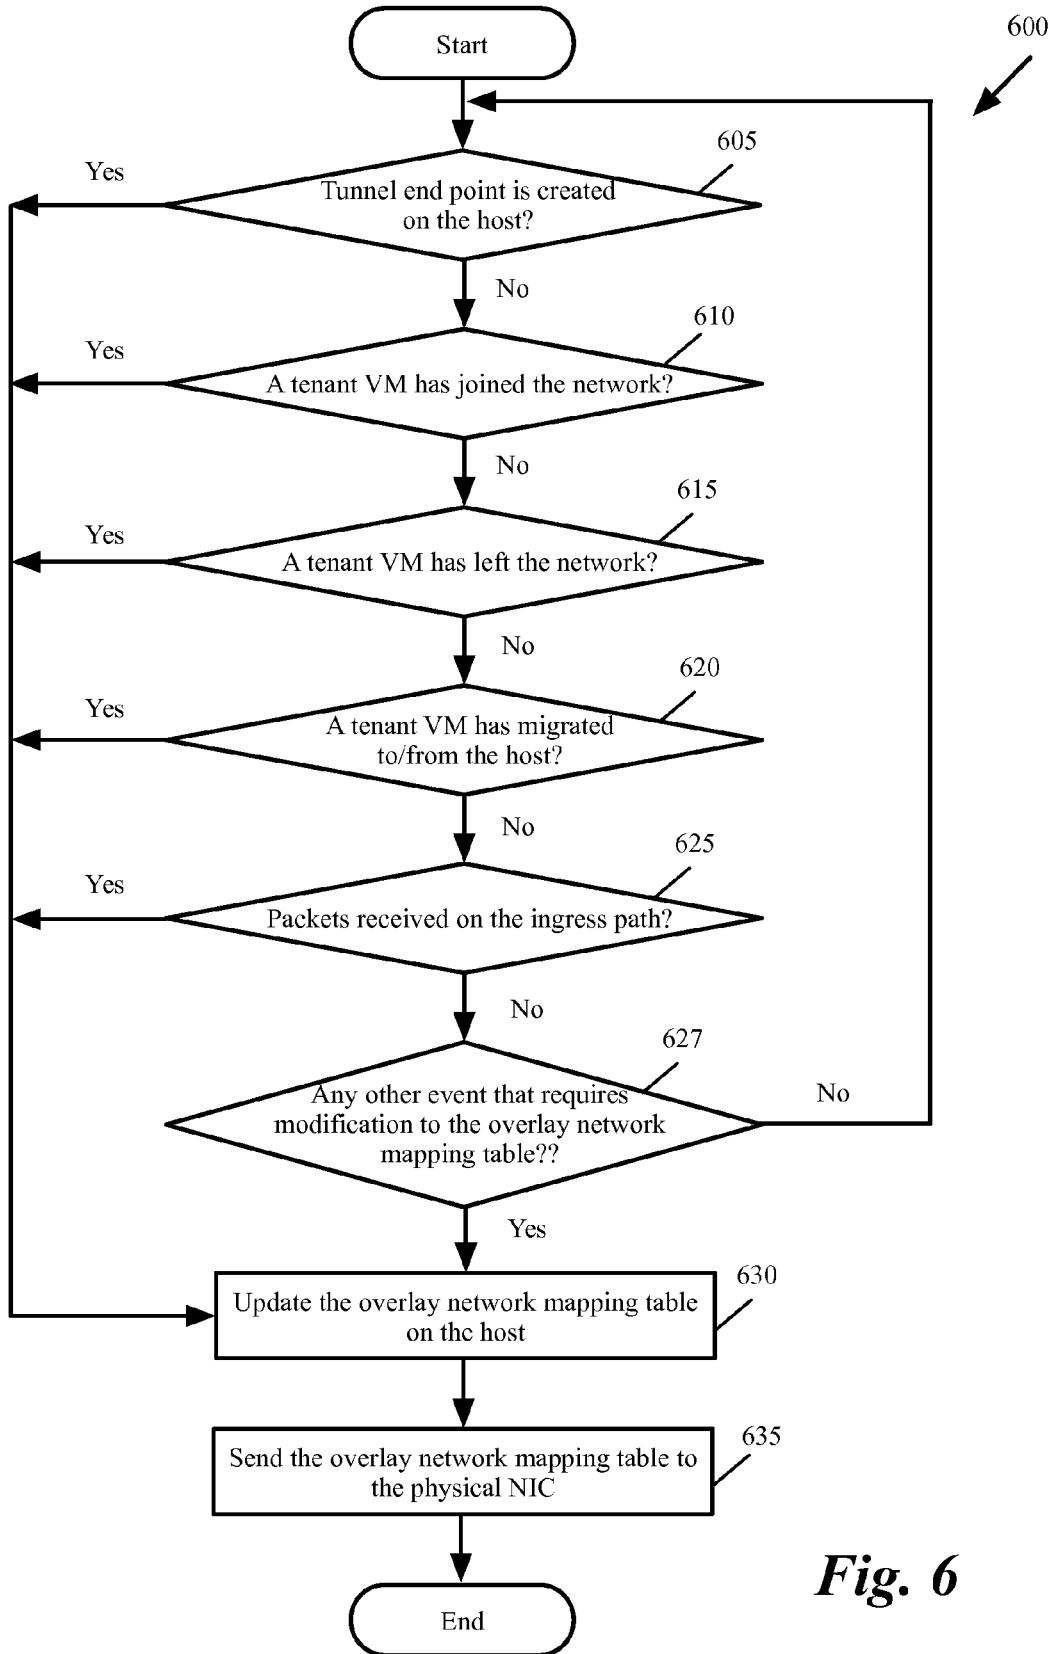 Start
600
605
Yes
Tunnel end point is created
on the host?
No
610
Yes
A tenant VM has joined the network?
No
615
Yes
A tenant VM has left the network?
No
620
Yes
A tenant VM has migrated
to/from the host?
No
625
Yes
Packets received on the ingress path?
No
627
Any other event that requires
modification to the overlay network
mapping table??
No
Yes
630
Update the overlay network mapping table
on the host
635
Send the overlay network mapping table to
the physical NIC
Fig. 6
End